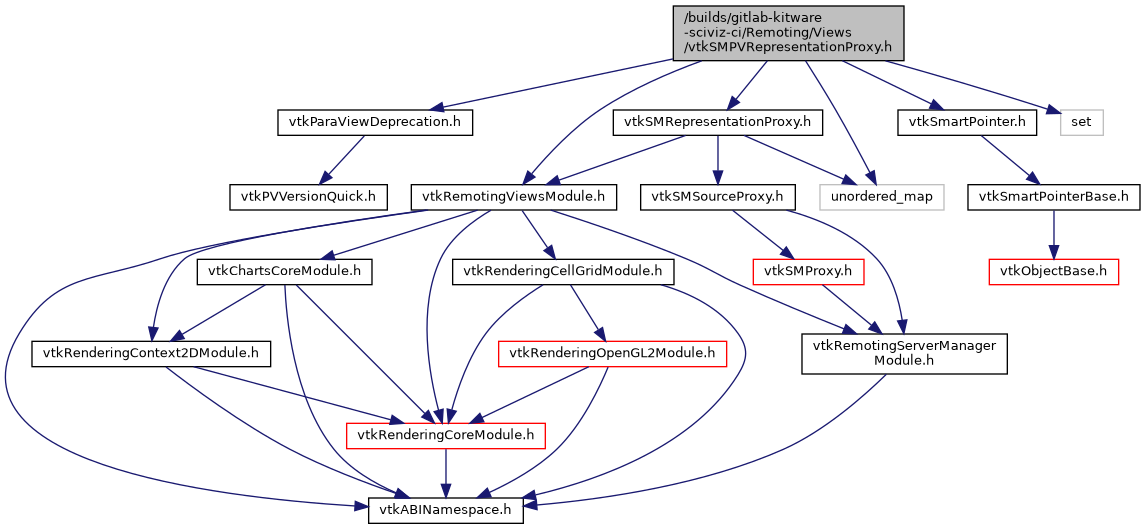 /builds/gitlab-kitware
-sciviz-ci/Remoting/Views
/vtkSMPVRepresentationProxy.h
vtkParaViewDeprecation.h
vtkSMRepresentationProxy.h
vtkSmartPointer.h
set
vtkPVVersionQuick.h
vtkRemotingViewsModule.h
vtkSMSourceProxy.h
unordered_map
vtkSmartPointerBase.h
vtkChartsCoreModule.h
vtkRenderingCellGridModule.h
vtkSMProxy.h
vtkObjectBase.h
vtkRenderingContext2DModule.h
vtkRenderingOpenGL2Module.h
vtkRemotingServerManager
Module.h
vtkRenderingCoreModule.h
vtkABINamespace.h